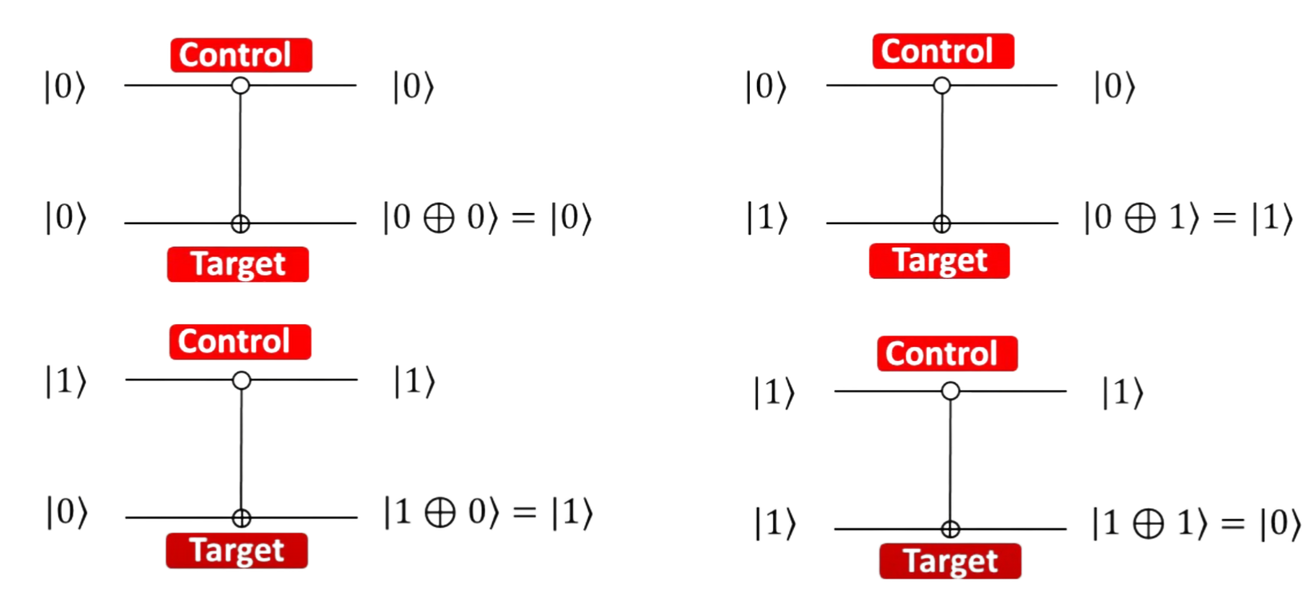 Control
|0⟩ |0⟩
|0⟩ |0 ⊕ 0⟩ = |0⟩
Target
Control
|0⟩ |0⟩
|1⟩ |0 ⊕ 1⟩ = |1⟩
Target
Control
|1⟩ |1⟩
|0⟩ |1 ⊕ 0⟩ = |1⟩
Target
Control
|1⟩ |1⟩
|1⟩ |1 ⊕ 1⟩ = |0⟩
Target